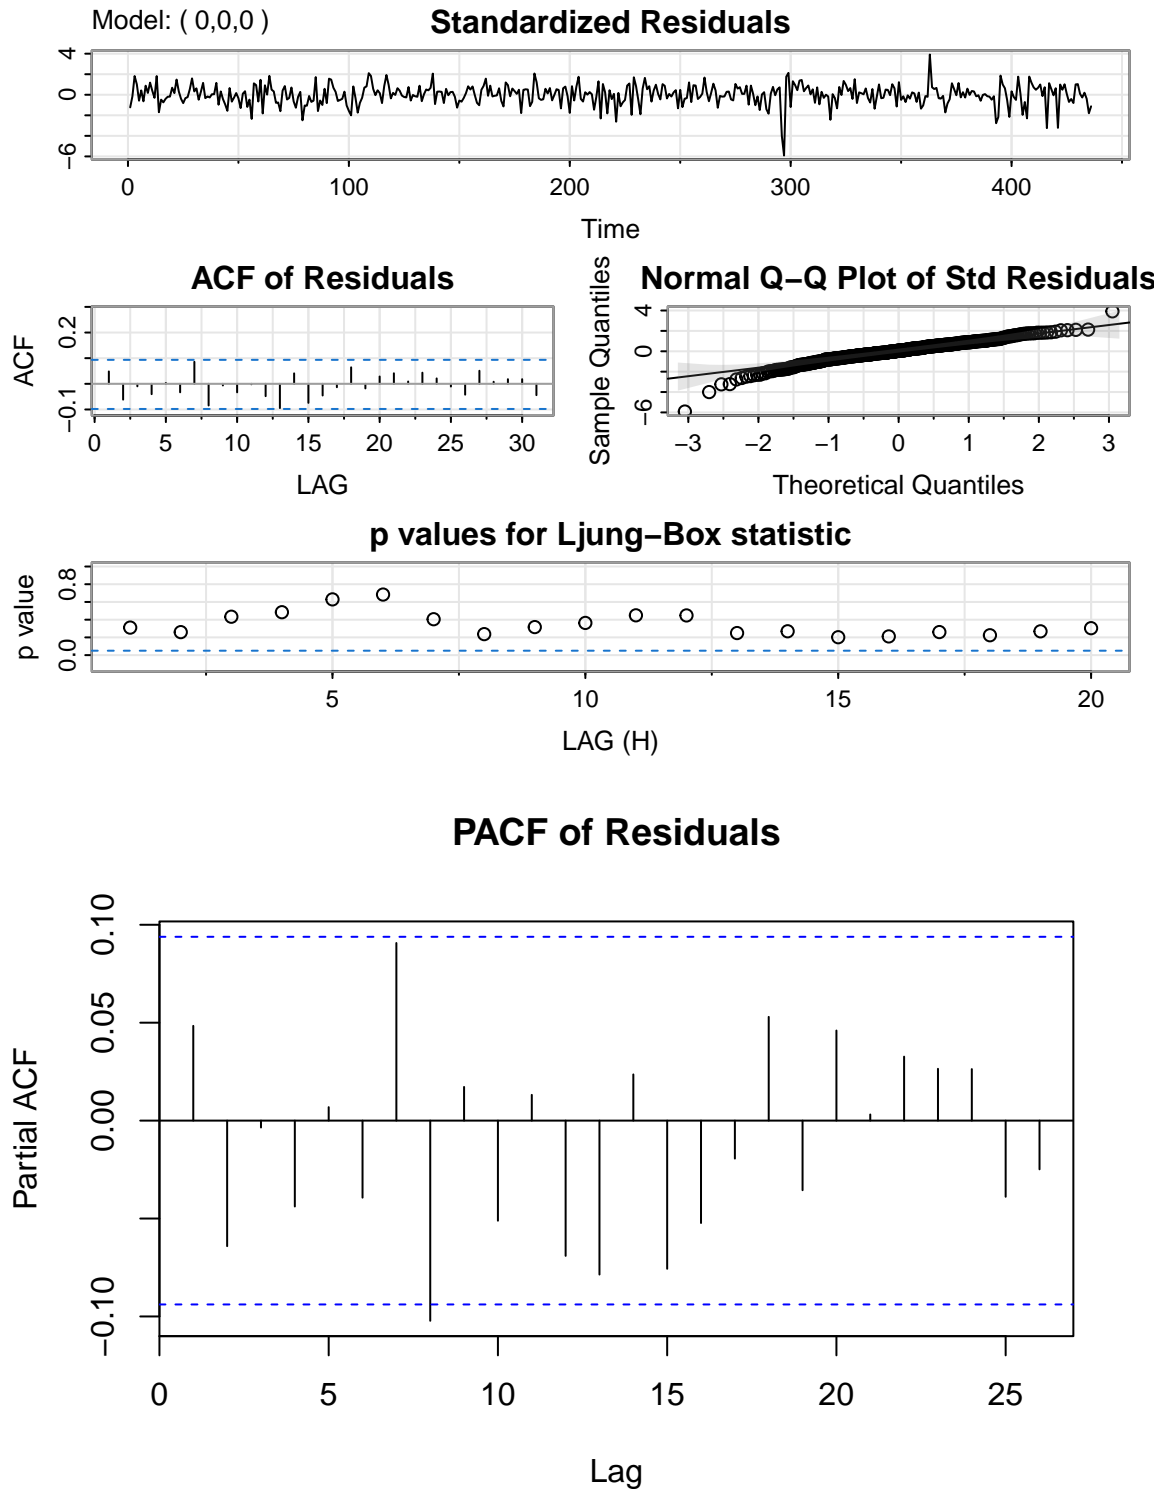 Model: ( 0,0,0 ) Standardized Residuals
4
0
−6
0 100 200 300 400
Time
ACF of Residuals
ACF
0.2
−0.1
0 5 10 15 20 25 30
LAG
Normal Q−Q Plot of Std Residuals
Sample Quantiles
4
0
−6
−3 −2 −1 0 1 2 3
Theoretical Quantiles
p values for Ljung−Box statistic
p value
0.8
0.0
5 10 15 20
LAG (H)
PACF of Residuals
Partial ACF
0.10
0.05
0.00
−0.10
0 5 10 15 20 25
Lag